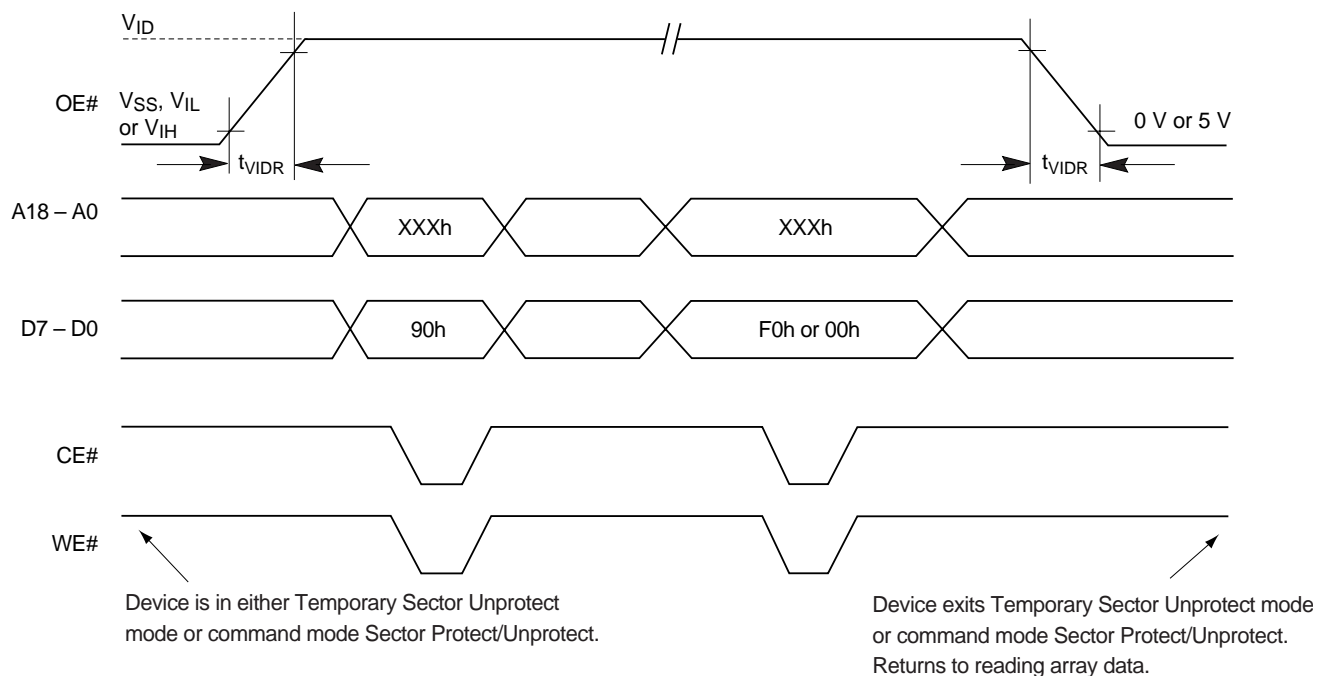 VID
OE#
VSS, VIL
or VIH
0 V or 5 V
tVIDR
tVIDR
A18 – A0
XXXh
XXXh
D7 – D0
90h
F0h or 00h
CE#
WE#
Device is in either Temporary Sector Unprotect
mode or command mode Sector Protect/Unprotect.
Device exits Temporary Sector Unprotect mode
or command mode Sector Protect/Unprotect.
Returns to reading array data.